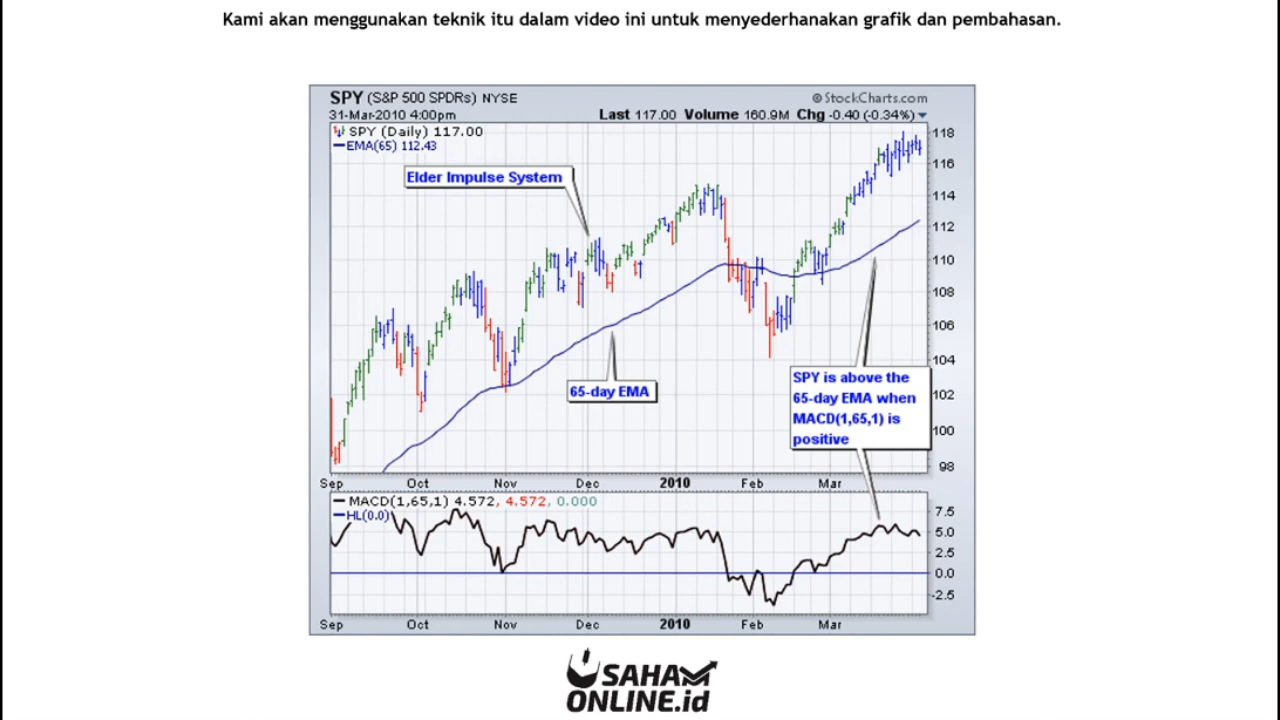 Kami akan menggunakan teknik itu dalam video ini untuk menyederhanakan grafik dan pembahasan.
SPY (S&P 500 SPDRs) NYSE
© StockCharts.com
31-Mar-2010 4:00pm
Last 117.00 Volume 160.9M Chg -0.40 (-0.34%)
SPY (Daily) 117.00
EMA(65) 112.43
Elder Impulse System
65-day EMA
SPY is above the
65-day EMA when
MACD(1,65,1) is
positive
118
116
114
112
110
108
106
104
102
100
98
Sep Oct Nov Dec 2010 Feb Mar
MACD(1,65,1) 4.572, 4.572, 0.000
HL(0.0)
7.5
5.0
2.5
0.0
-2.5
Sep Oct Nov Dec 2010 Feb Mar
SAHAM
ONLINE.id